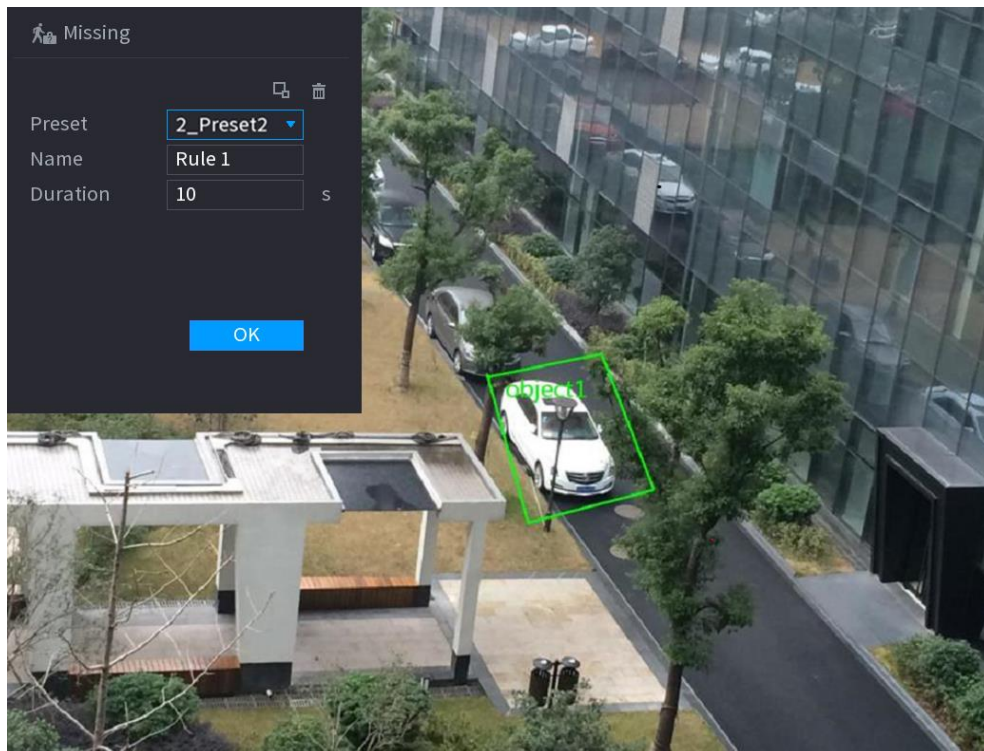 Missing
Preset
2_Preset2
Name
Rule 1
Duration
10
s
OK
object1